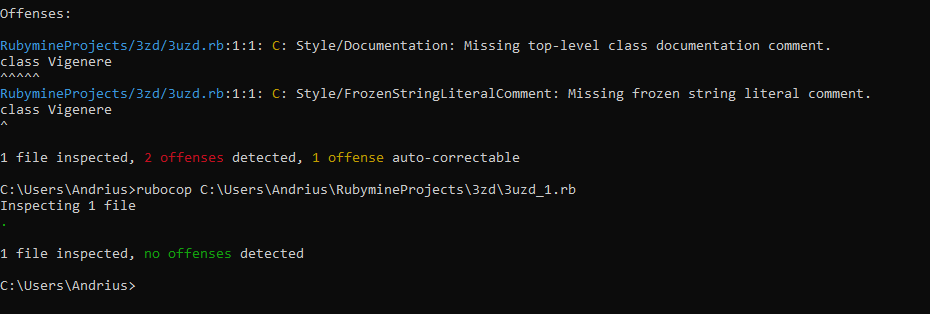 Offenses:
RubymineProjects/3zd/3uzd.rb:1:1: C: Style/Documentation: Missing top-level class documentation comment.
class Vigenere
^^^^^
RubymineProjects/3zd/3uzd.rb:1:1: C: Style/FrozenStringLiteralComment: Missing frozen string literal comment.
class Vigenere
^
1 file inspected, 2 offenses detected, 1 offense auto-correctable
C:\Users\Andrius>rubocop C:\Users\Andrius\RubymineProjects\3zd\3uzd_1.rb
Inspecting 1 file
.
1 file inspected, no offenses detected
C:\Users\Andrius>